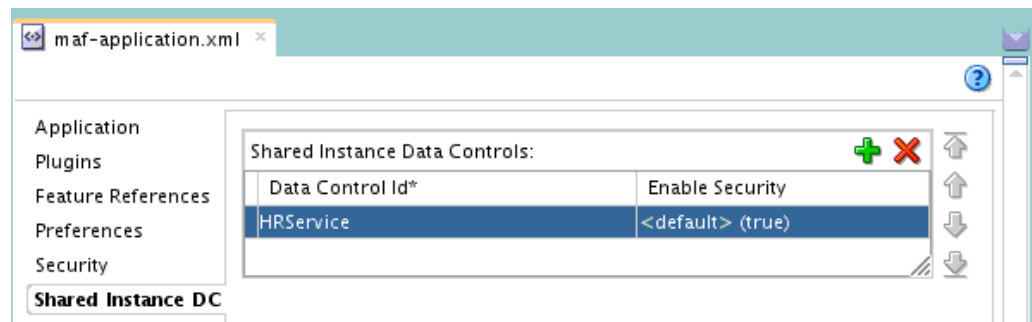 maf-application.xml
Application
Plugins
Feature References
Preferences
Security
Shared Instance DC
Shared Instance Data Controls:
Data Control Id* Enable Security
HRService <default> (true)